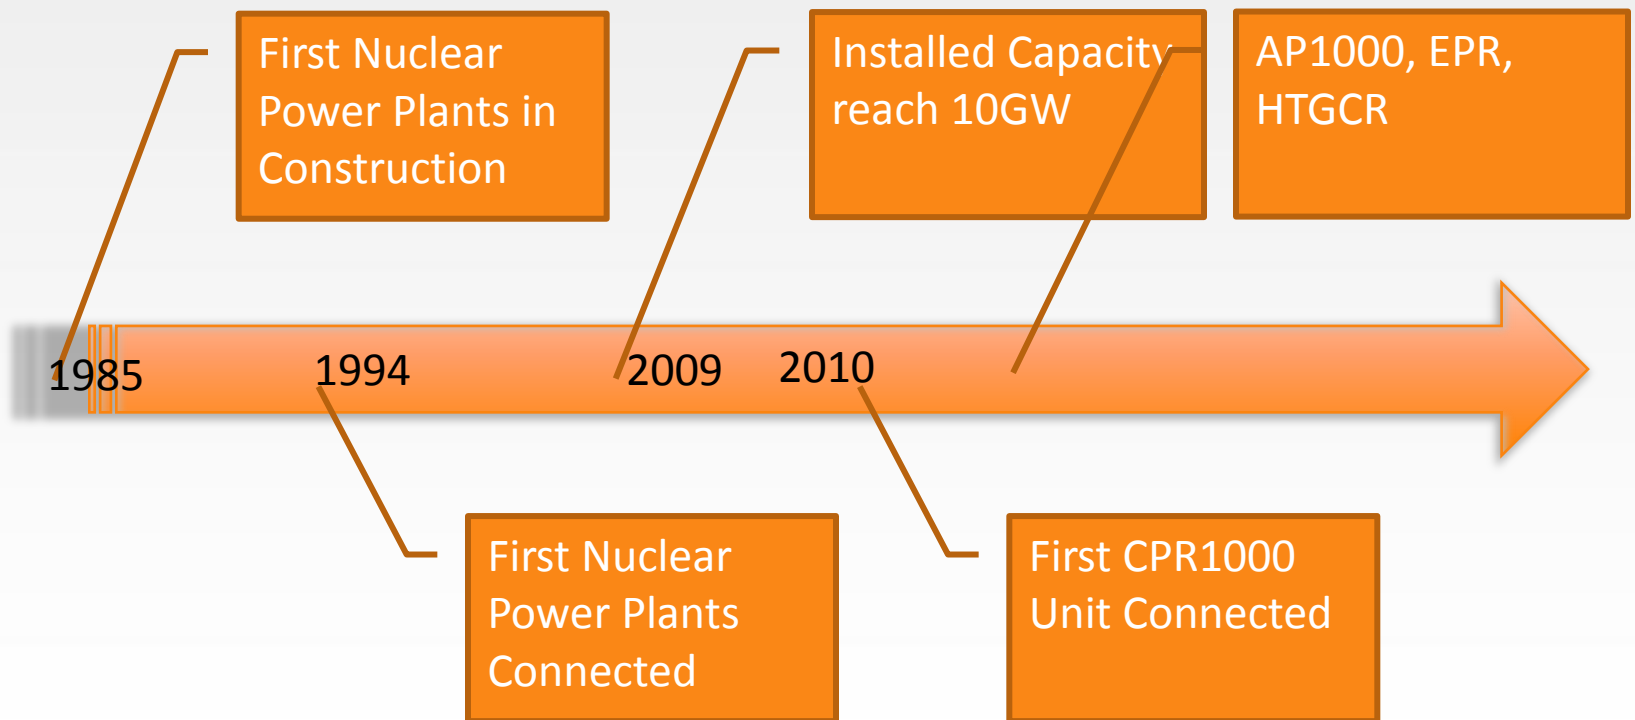 First Nuclear
Power Plants in
Construction
Installed Capacity
reach 10GW
AP1000, EPR,
HTGCR
1985
1994
2009
2010
First Nuclear
Power Plants
Connected
First CPR1000
Unit Connected